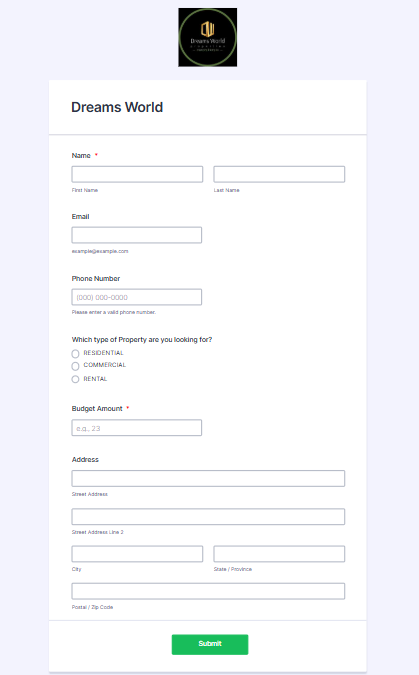 Dreams World
properties
Dreams World
Name *
First Name Last Name
Email
example@example.com
Phone Number
(000) 000-0000
Please enter a valid phone number.
Which type of Property are you looking for?
RESIDENTIAL
COMMERCIAL
RENTAL
Budget Amount *
e.g., 23
Address
Street Address
Street Address Line 2
City State / Province
Postal / Zip Code
Submit